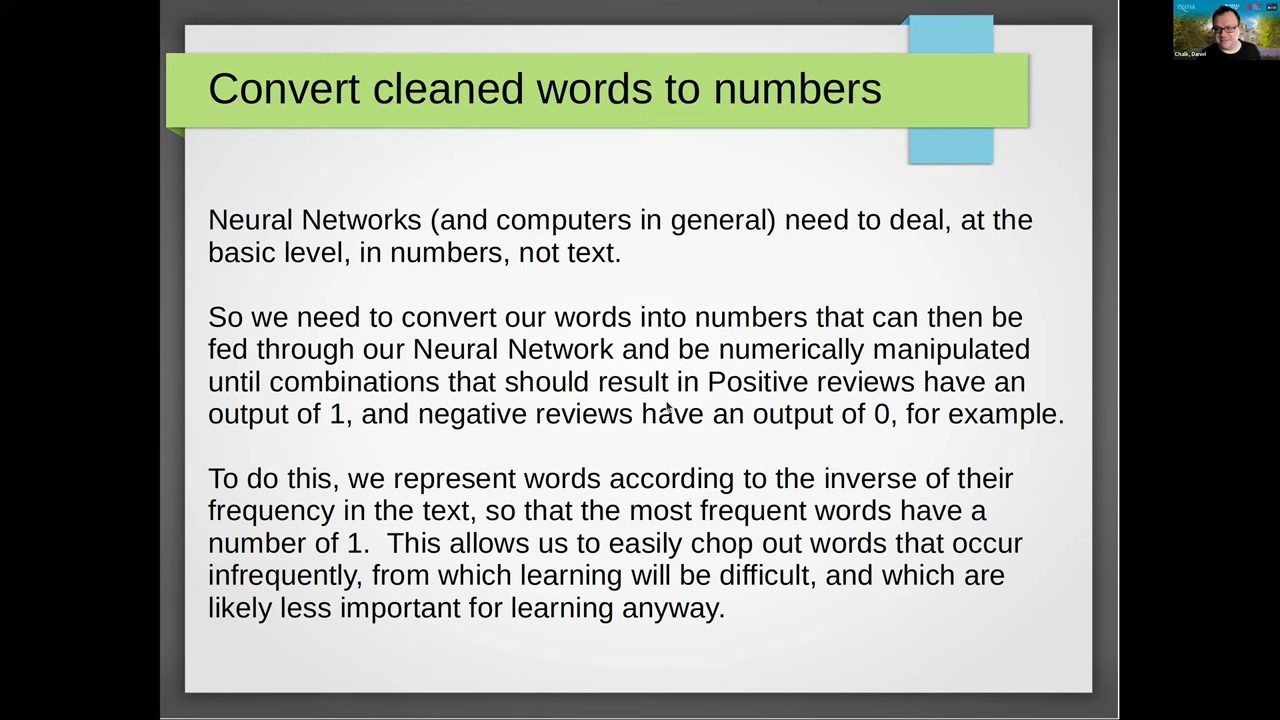 Convert cleaned words to numbers
Neural Networks (and computers in general) need to deal, at the
basic level, in numbers, not text.
So we need to convert our words into numbers that can then be
fed through our Neural Network and be numerically manipulated
until combinations that should result in Positive reviews have an
output of 1, and negative reviews have an output of 0, for example.
To do this, we represent words according to the inverse of their
frequency in the text, so that the most frequent words have a
number of 1.  This allows us to easily chop out words that occur
infrequently, from which learning will be difficult, and which are
likely less important for learning anyway.
Chalk, Daniel